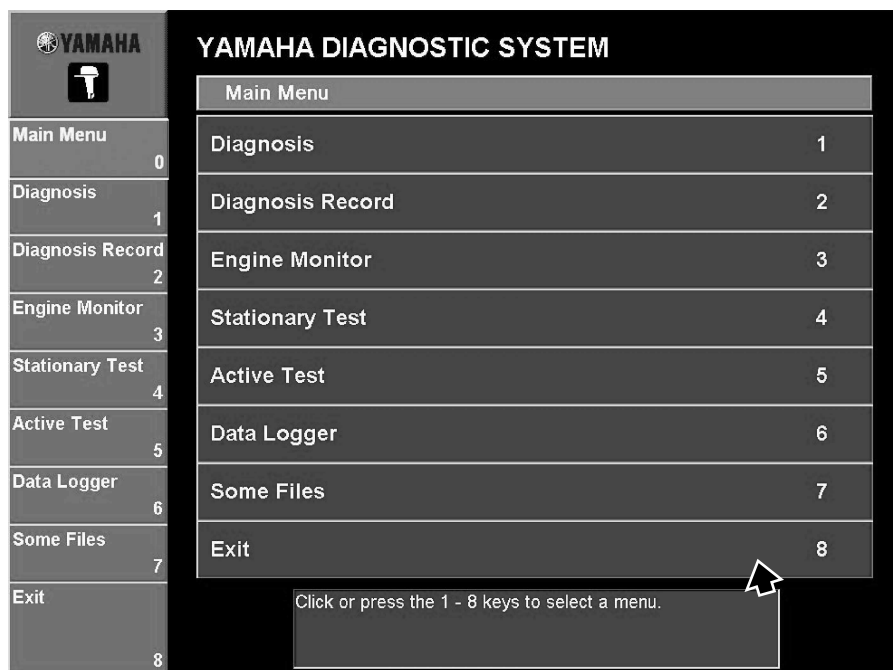 YAMAHA
Main Menu
0
Diagnosis
1
Diagnosis Record
2
Engine Monitor
3
Stationary Test
4
Active Test
5
Data Logger
6
Some Files
7
Exit
8
YAMAHA DIAGNOSTIC SYSTEM
Main Menu
Diagnosis 1
Diagnosis Record 2
Engine Monitor 3
Stationary Test 4
Active Test 5
Data Logger 6
Some Files 7
Exit 8
Click or press the 1 - 8 keys to select a menu.